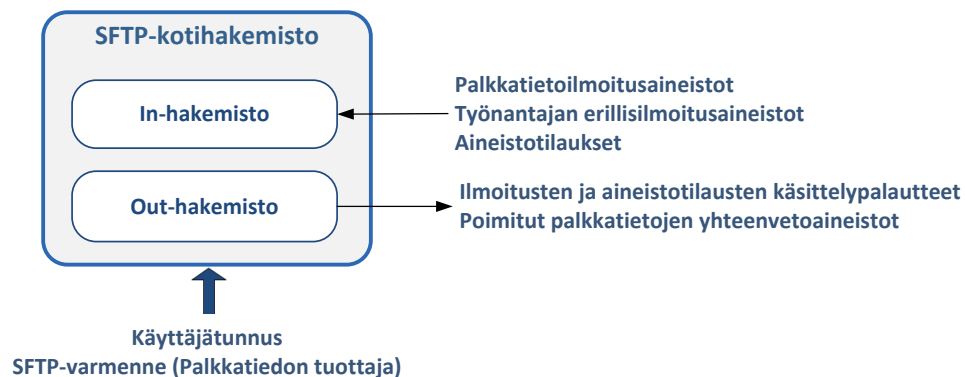 SFTP-kotihakemisto
In-hakemisto
Palkkatietoilmoitusaineistot
Työnantajan erillisilmoitusaineistot
Aineistotilaukset
Out-hakemisto
Ilmoitusten ja aineistotilausten käsittelypalautteet
Poimitut palkkatietojen yhteenvetoaineistot
Käyttäjätunnus
SFTP-varmenne (Palkkatiedon tuottaja)